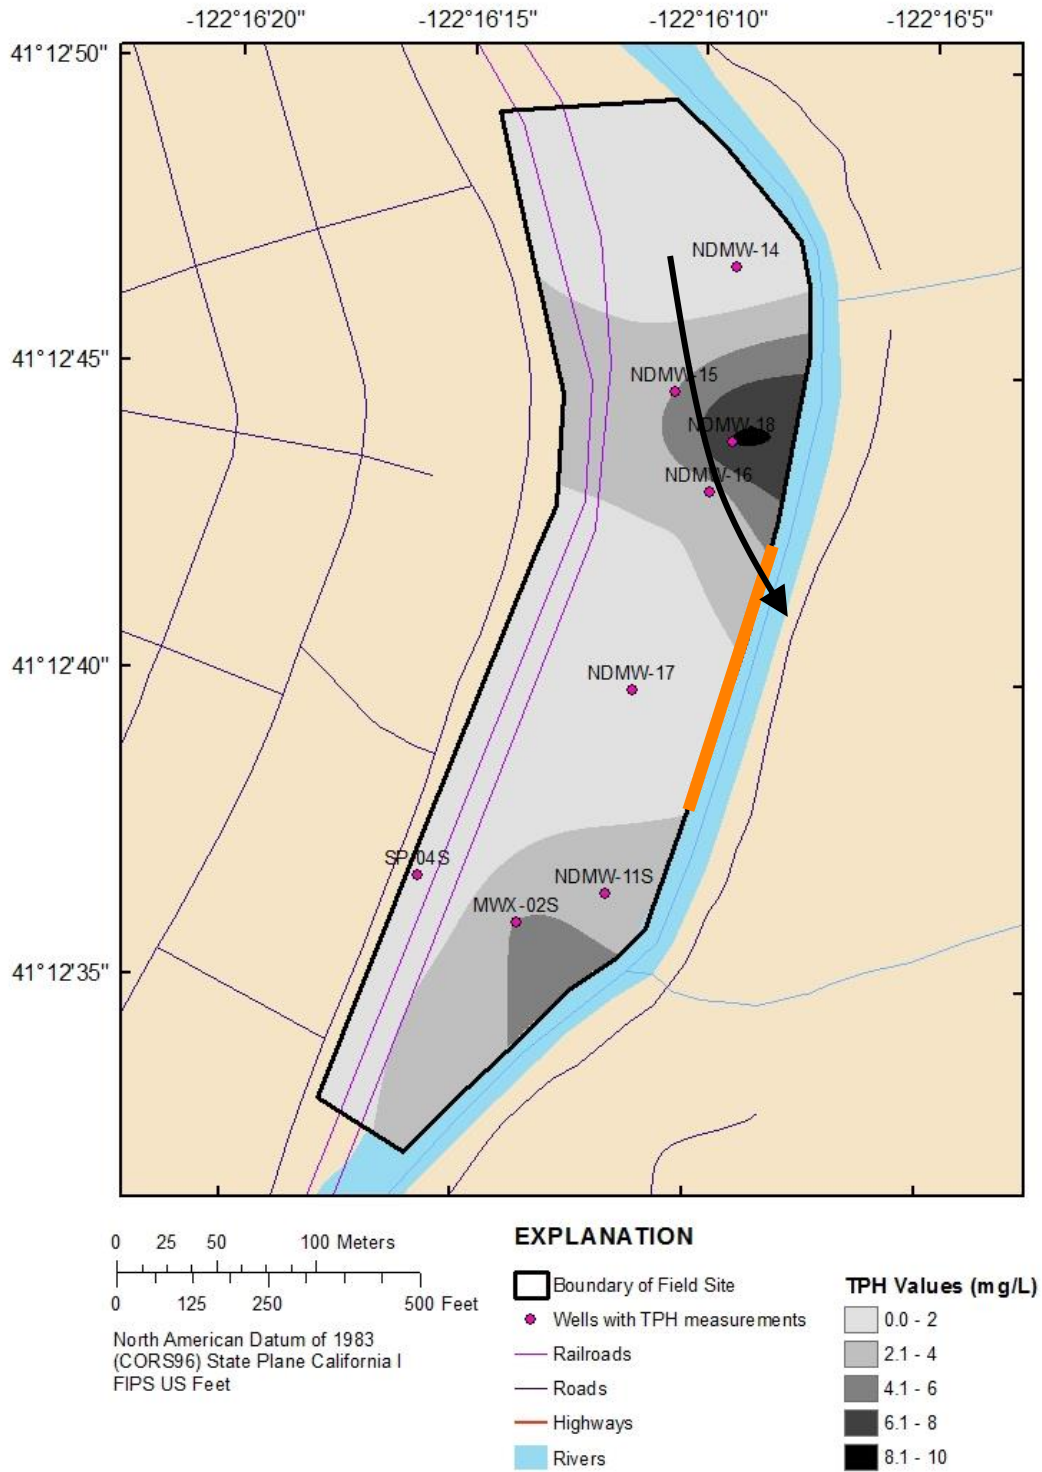 -122°16'20" -122°16'15" -122°16'10" -122°16'5"
41°12'50"
NDMW-14
41°12'45"
NDMW-15
NDMW-18
NDMW-16
41°12'40"
NDMW-17
SP-04S
NDMW-11S
MWX-02S
41°12'35"
0 25 50 100 Meters
0 125 250 500 Feet
North American Datum of 1983
(CORS96) State Plane California I
FIPS US Feet
EXPLANATION
Boundary of Field Site
Wells with TPH measurements
Railroads
Roads
Highways
Rivers
TPH Values (mg/L)
0.0 - 2
2.1 - 4
4.1 - 6
6.1 - 8
8.1 - 10